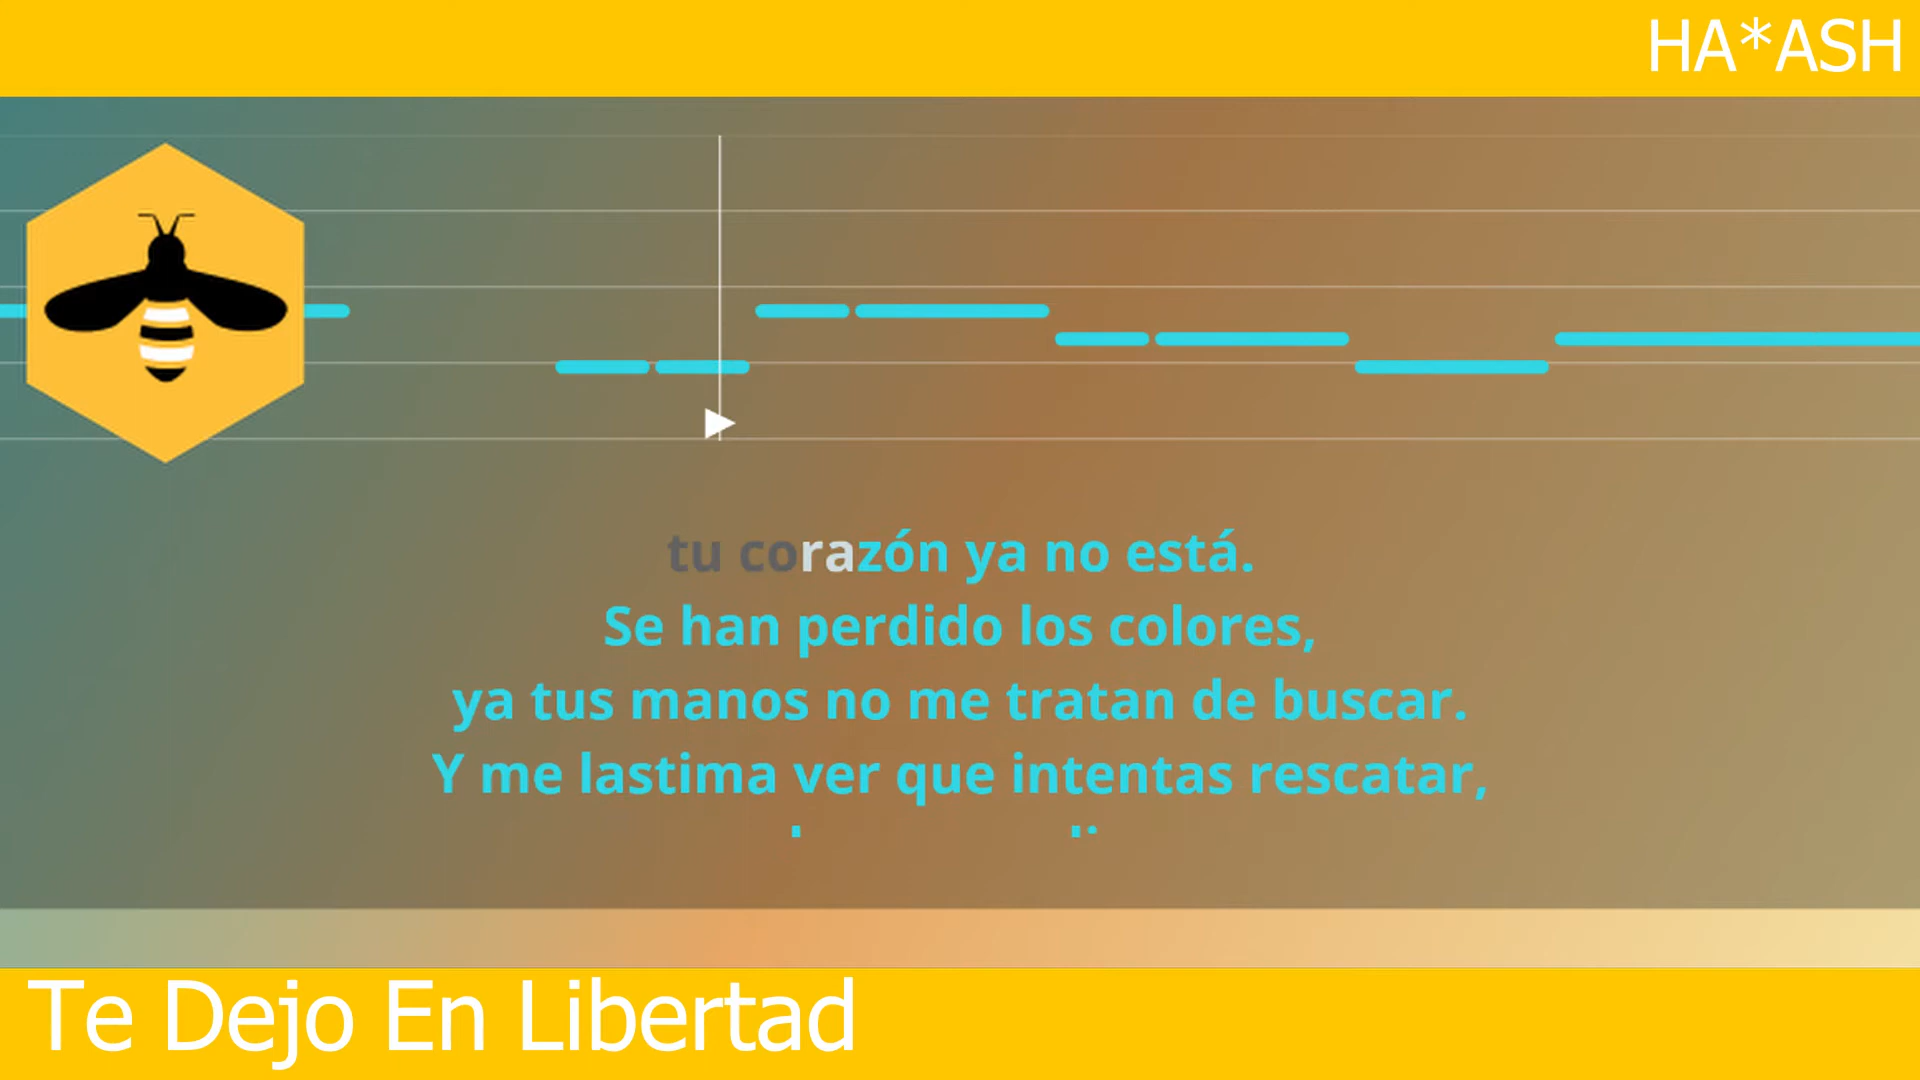 HA*ASH
tu corazón ya no está.
Se han perdido los colores,
ya tus manos no me tratan de buscar.
Y me lastima ver que intentas rescatar,
Te Dejo En Libertad